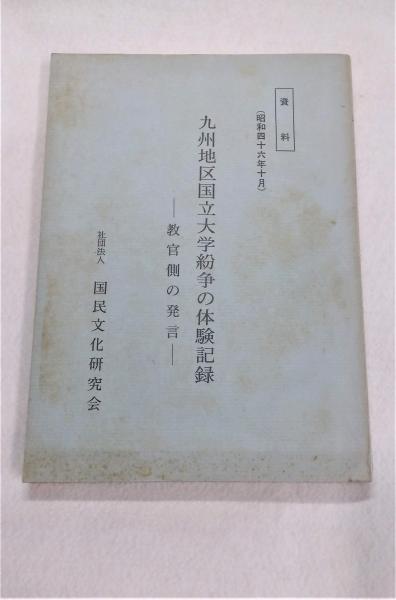 資料
(昭和四十六年十月)
九州地区国立大学紛争の体験記録
―教官側の発言―
社団法人 国民文化研究会